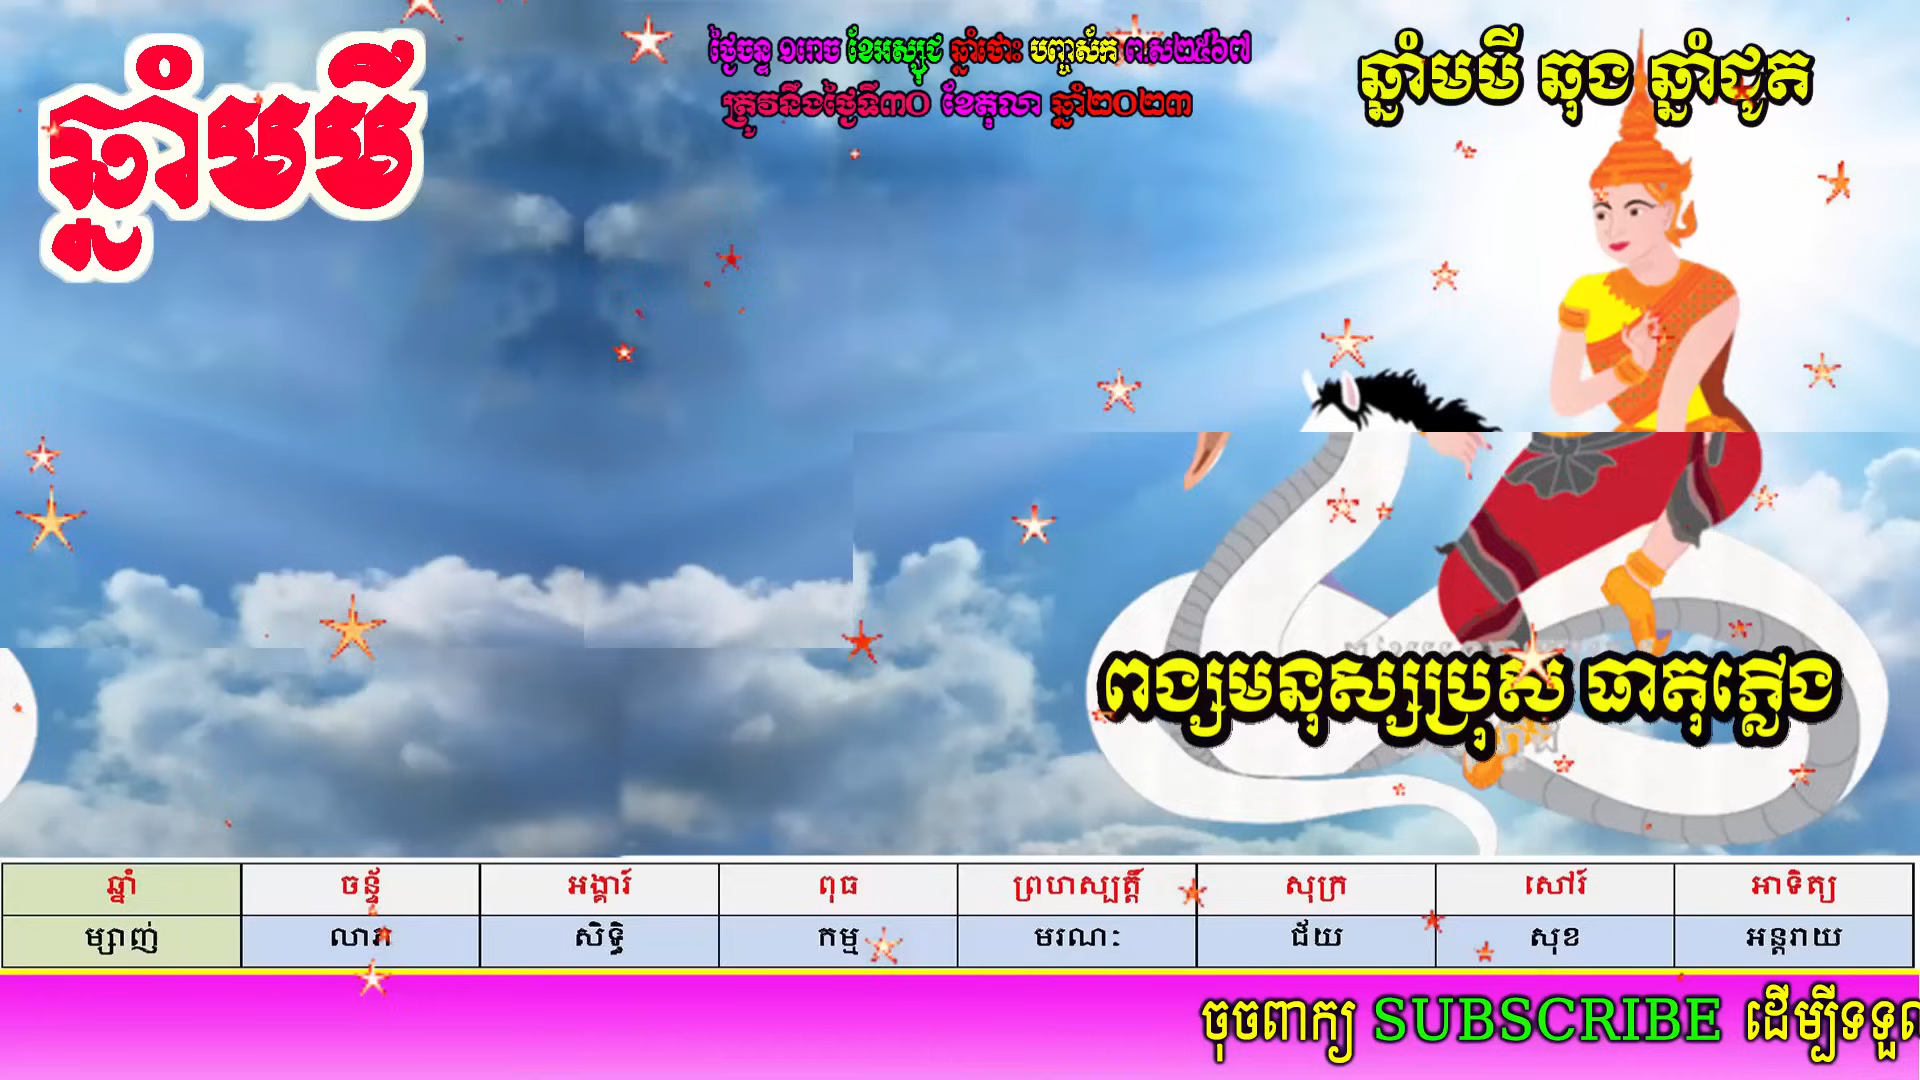 ឆ្នាំមមី
ថ្ងៃចន្ទ ១រោច ខែអស្សុជ ឆ្នាំថោះ បញ្ចស័ក ព.ស២៥៦៧
ត្រូវនឹងថ្ងៃទី៣០ ខែតុលា ឆ្នាំ២០២៣
ឆ្នាំមមី ឆុង ឆ្នាំជូត
ពង្សមនុស្សប្រុស ធាតុភ្លើង
ឆ្នាំ ចន្ទ័ អង្គារ៍ ពុធ ព្រហស្បត្តិ៍ សុក្រ សៅរ៍ អាទិត្យ
ម្សាញ់ លាភ សិទ្ធិ កម្ម មរណៈ ជ័យ សុខ អន្តរាយ
ចុចពាក្យ SUBSCRIBE ដើម្បីទទួល